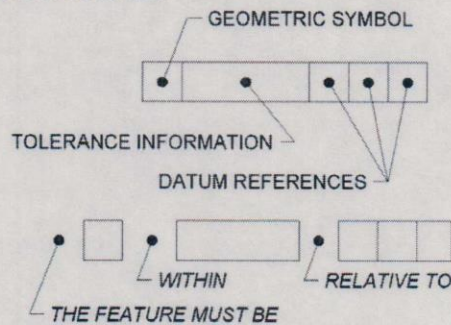 GEOMETRIC SYMBOL
TOLERANCE INFORMATION
DATUM REFERENCES
WITHIN
RELATIVE TO
THE FEATURE MUST BE